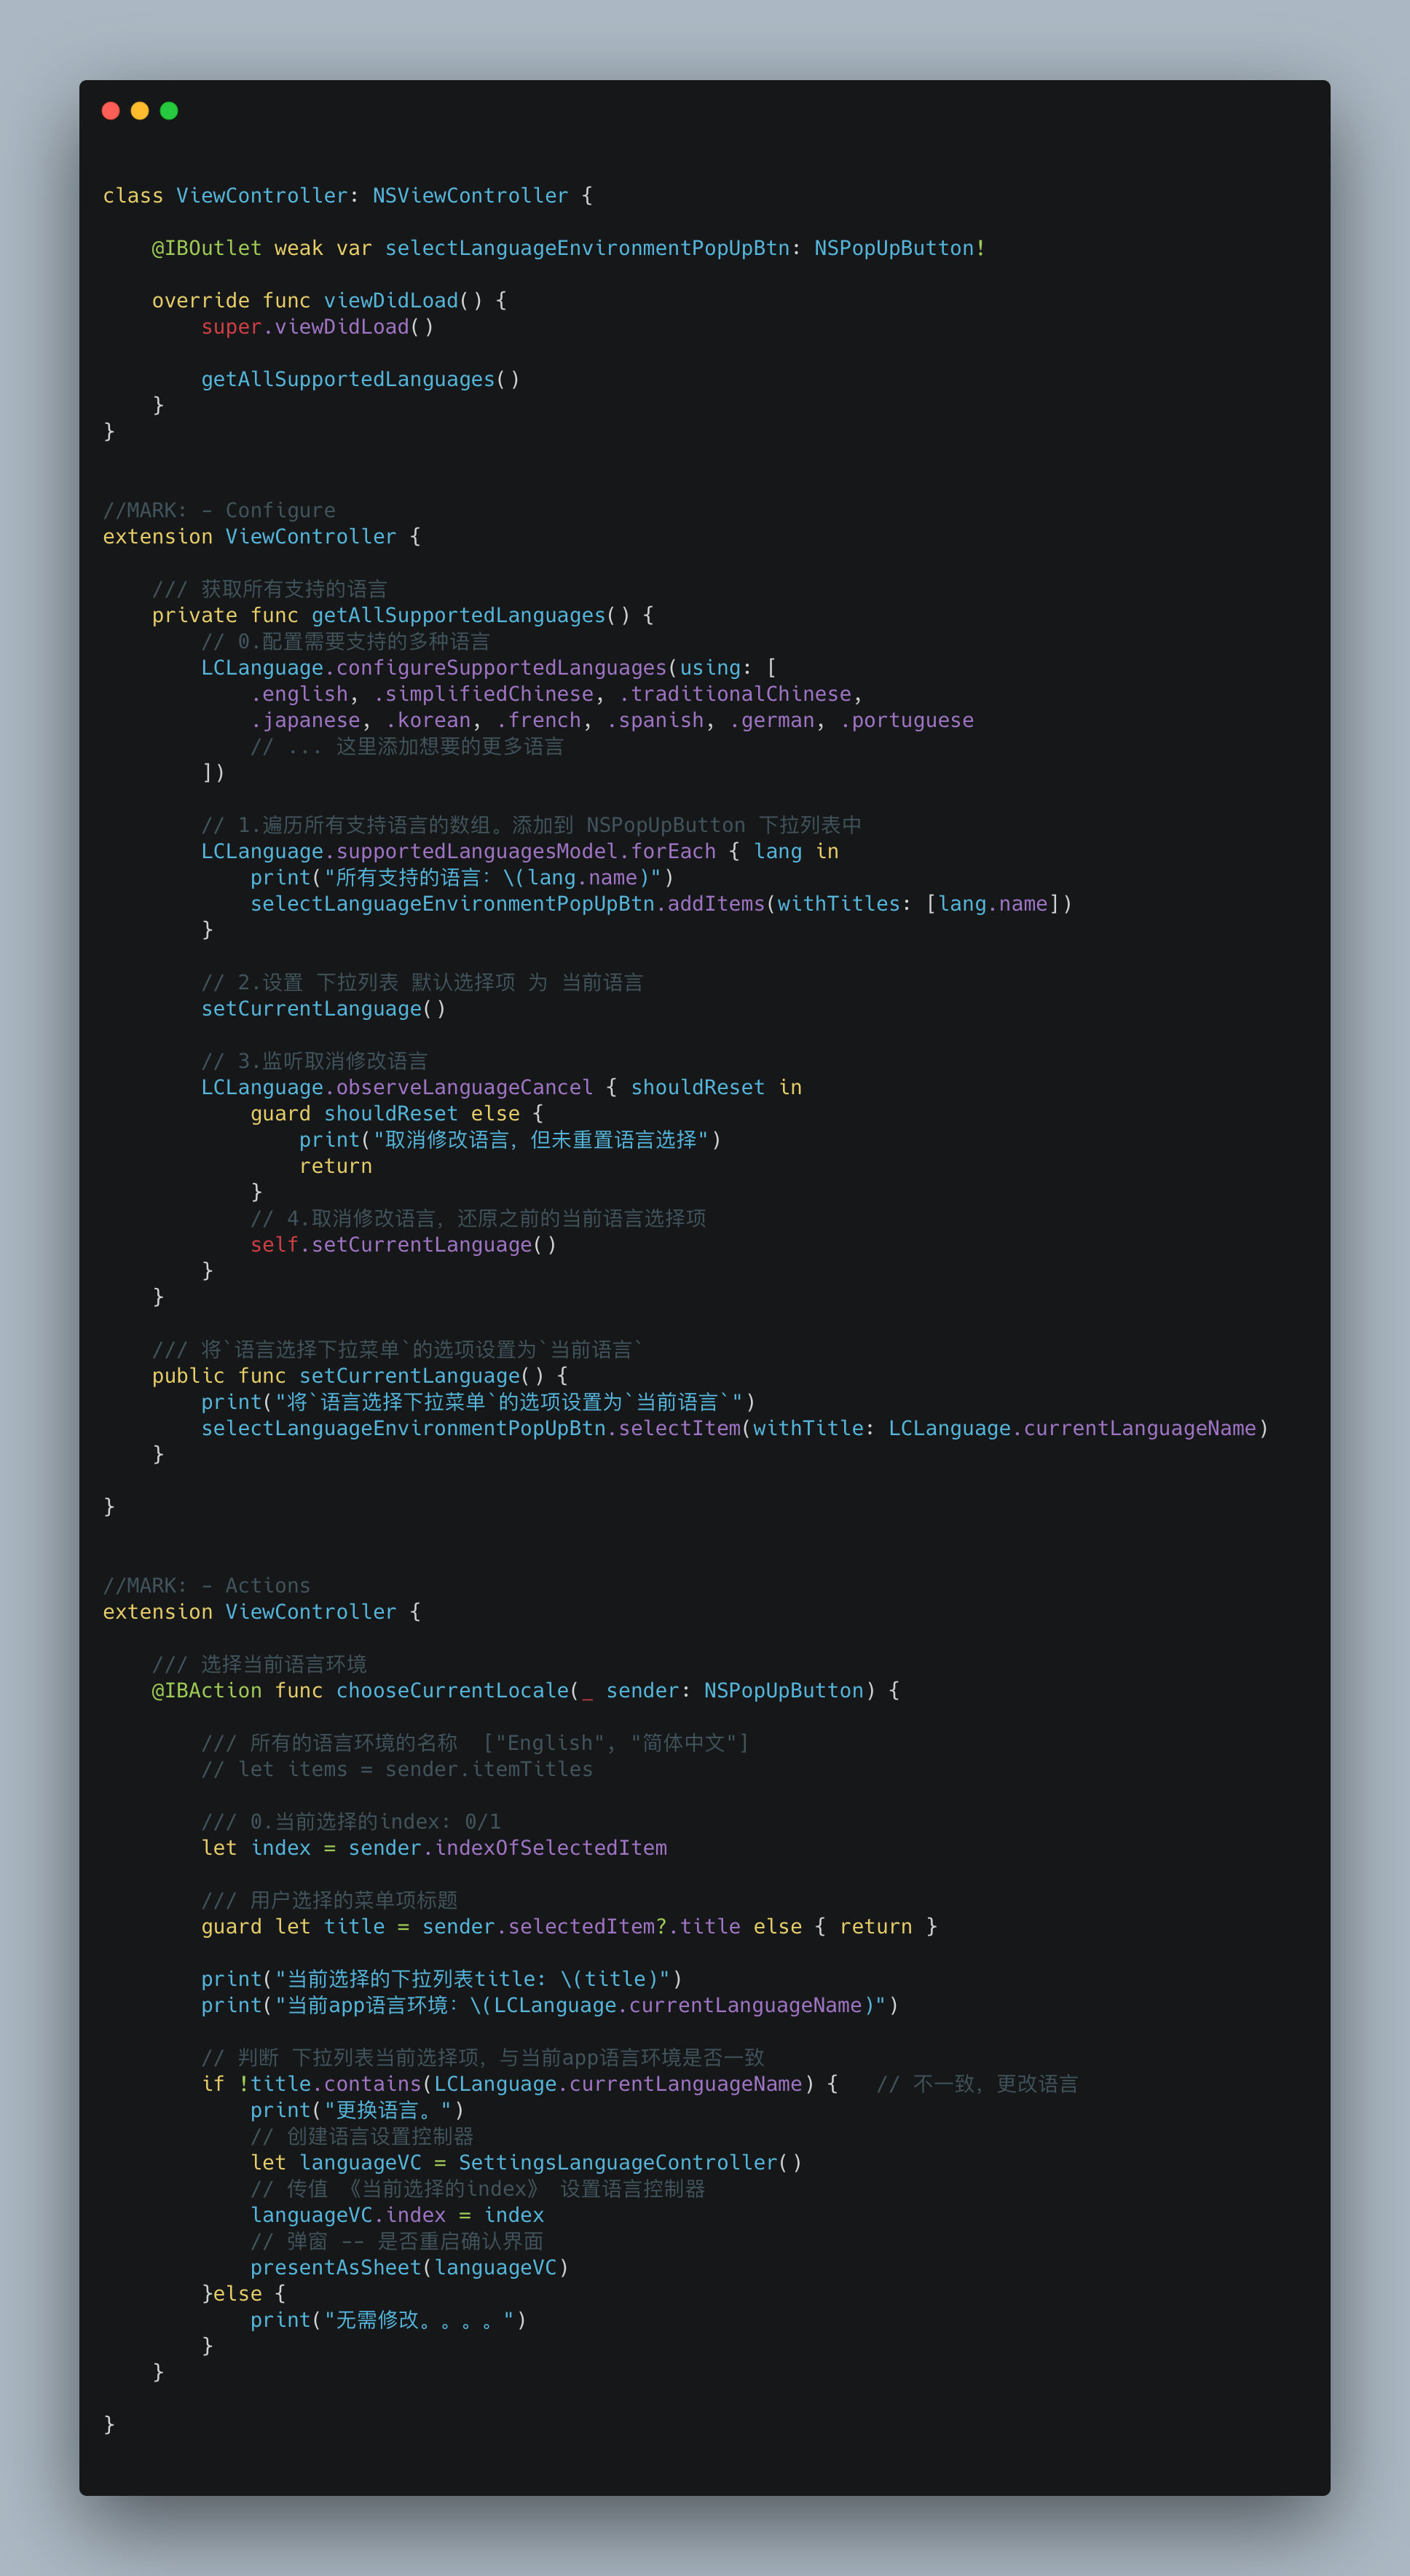 class ViewController: NSViewController {
@IBOutlet weak var selectLanguageEnvironmentPopUpBtn: NSPopUpButton!
override func viewDidLoad() {
super.viewDidLoad()
getAllSupportedLanguages()
}
}
//MARK: - Configure
extension ViewController {
/// 获取所有支持的语言
private func getAllSupportedLanguages() {
// 0.配置需要支持的多种语言
LCLanguage.configureSupportedLanguages(using: [
.english, .simplifiedChinese, .traditionalChinese,
.japanese, .korean, .french, .spanish, .german, .portuguese
// ... 这里添加想要的更多语言
])
// 1.遍历所有支持语言的数组。添加到 NSPopUpButton 下拉列表中
LCLanguage.supportedLanguagesModel.forEach { lang in
print("所有支持的语言：\(lang.name)")
selectLanguageEnvironmentPopUpBtn.addItems(withTitles: [lang.name])
}
// 2.设置 下拉列表 默认选择项 为 当前语言
setCurrentLanguage()
// 3.监听取消修改语言
LCLanguage.observeLanguageCancel { shouldReset in
guard shouldReset else {
print("取消修改语言，但未重置语言选择")
return
}
// 4.取消修改语言，还原之前的当前语言选择项
self.setCurrentLanguage()
}
}
/// 将`语言选择下拉菜单`的选项设置为`当前语言`
public func setCurrentLanguage() {
print("将`语言选择下拉菜单`的选项设置为`当前语言`")
selectLanguageEnvironmentPopUpBtn.selectItem(withTitle: LCLanguage.currentLanguageName)
}
}
//MARK: - Actions
extension ViewController {
/// 选择当前语言环境
@IBAction func chooseCurrentLocale(_ sender: NSPopUpButton) {
/// 所有的语言环境的名称  ["English", "简体中文"]
// let items = sender.itemTitles
/// 0.当前选择的index: 0/1
let index = sender.indexOfSelectedItem
/// 用户选择的菜单项标题
guard let title = sender.selectedItem?.title else { return }
print("当前选择的下拉列表title: \(title)")
print("当前app语言环境：\(LCLanguage.currentLanguageName)")
// 判断 下拉列表当前选择项，与当前app语言环境是否一致
if !title.contains(LCLanguage.currentLanguageName) {   // 不一致，更改语言
print("更换语言。")
// 创建语言设置控制器
let languageVC = SettingsLanguageController()
// 传值 《当前选择的index》 设置语言控制器
languageVC.index = index
// 弹窗 -- 是否重启确认界面
presentAsSheet(languageVC)
}else {
print("无需修改。。。。")
}
}
}